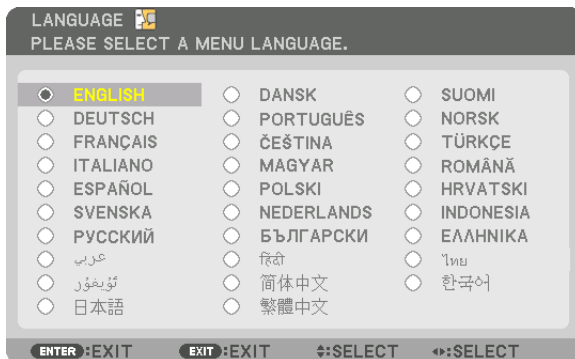 LANGUAGE
PLEASE SELECT A MENU LANGUAGE.
ENGLISH DANSK SUOMI
DEUTSCH PORTUGUÊS NORSK
FRANÇAIS ČEŠTINA TÜRKÇE
ITALIANO MAGYAR ROMÂNĂ
ESPAÑOL POLSKI HRVATSKI
SVENSKA NEDERLANDS INDONESIA
РУССКИЙ БЪЛГАРСКИ ΕΛΛΗΝΙΚΑ
عربي हिंदी ไทย
ئۇيغۇر 简体中文 한국어
日本語 繁體中文
ENTER :EXIT EXIT :EXIT :SELECT :SELECT